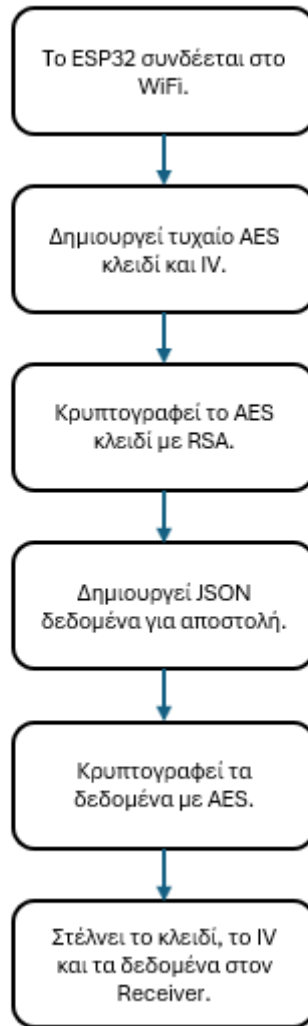 Το ESP32 συνδέεται στο
WiFi.
Δημιουργεί τυχαίο AES
κλειδί και IV.
Κρυπτογραφεί το AES
κλειδί με RSA.
Δημιουργεί JSON
δεδομένα για αποστολή.
Κρυπτογραφεί τα
δεδομένα με AES.
Στέλνει το κλειδί, το IV
και τα δεδομένα στον
Receiver.